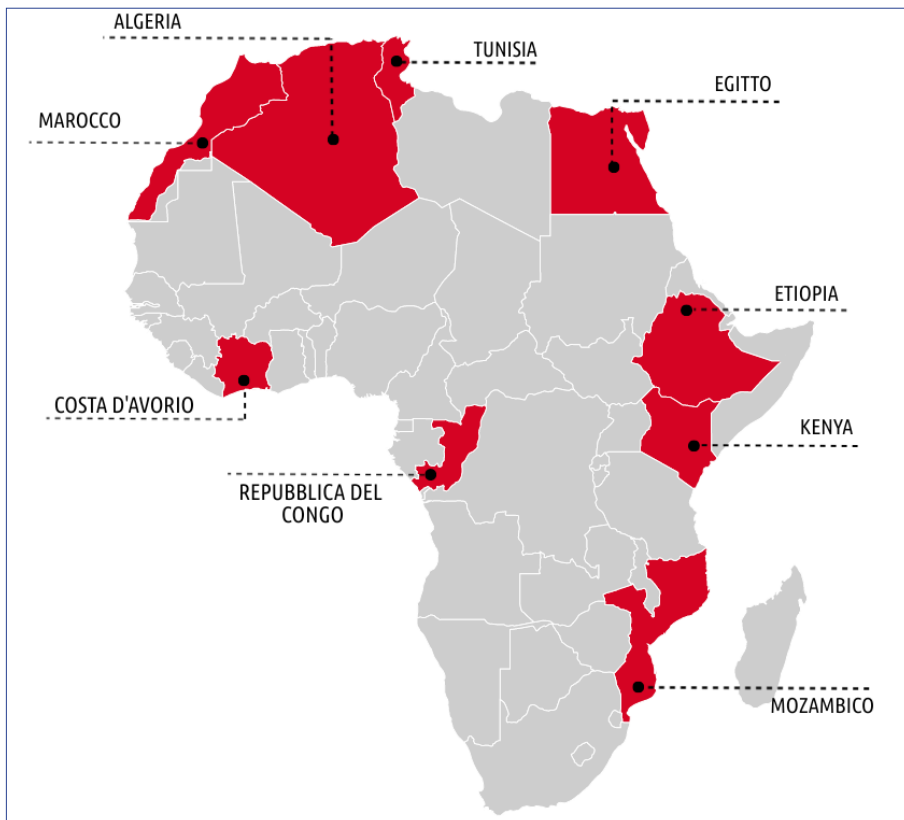 ALGERIA
TUNISIA
EGITTO
MAROCCO
ETIOPIA
COSTA D'AVORIO
KENYA
REPUBBLICA DEL
CONGO
MOZAMBICO